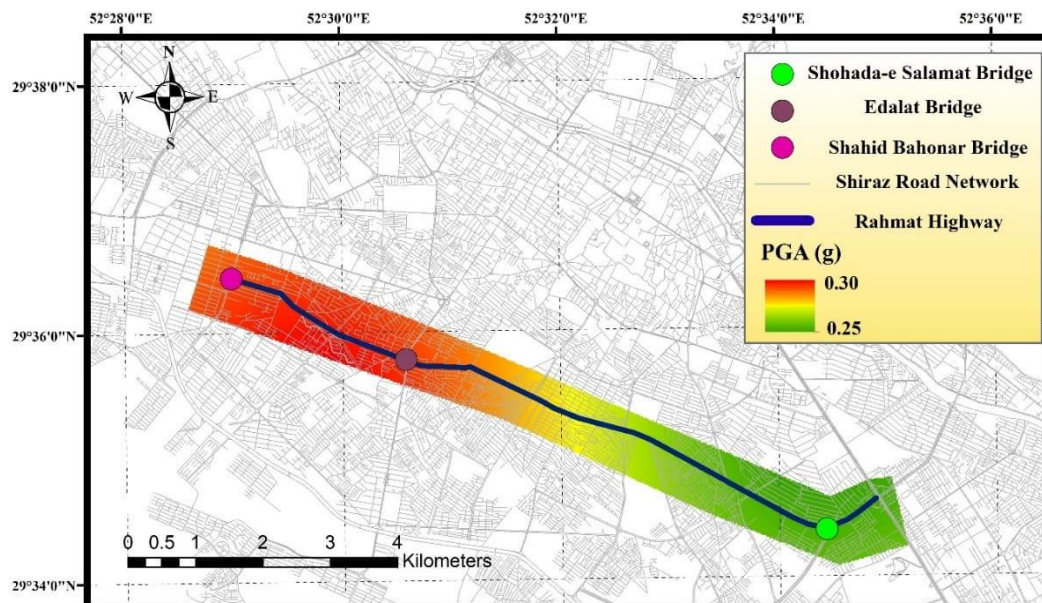 52°28'0"E 52°30'0"E 52°31'0"E 52°34'0"E 52°36'0"E
29°38'0"N
29°36'0"N
29°34'0"N
N
W E
S
Shohada-e Salamat Bridge
Edalat Bridge
Shahid Bahonar Bridge
Shiraz Road Network
Rahmat Highway
PGA (g)
0.30
0.25
0 0.5 1 2 3 4
Kilometers